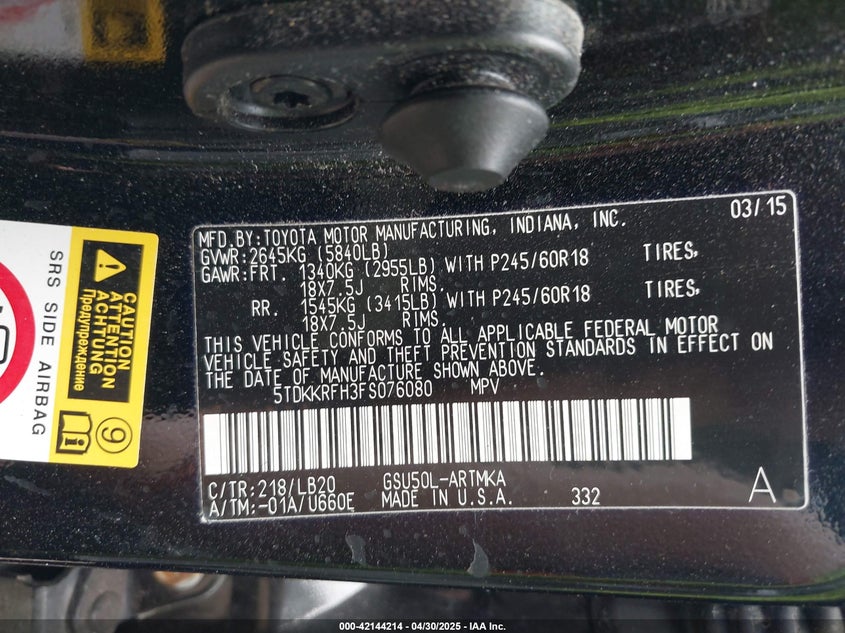 MFD.BY:TOYOTA MOTOR MANUFACTURING, INDIANA, INC. 03/15
GVWR:2645KG (5840LB)
GAWR:FRT. 1340KG (2955LB) WITH P245/60R18 TIRES,
18X7.5J RIMS.
RR. 1545KG (3415LB) WITH P245/60R18 TIRES,
18X7.5J RIMS.
THIS VEHICLE CONFORMS TO ALL APPLICABLE FEDERAL MOTOR
VEHICLE SAFETY AND THEFT PREVENTION STANDARDS IN EFFECT ON
THE DATE OF MANUFACTURE SHOWN ABOVE.
5TDKKRFH3FS076080 MPV
C/TR:218/LB20 GSU50L-ARTMKA
A/TM:-01A/U660E MADE IN U.S.A. 332 A
CAUTION
ATTENTION
ACHTUNG
Предупреждение
9
SRS SIDE AIRBAG
000-42144214 - 04/30/2025 - IAA Inc.